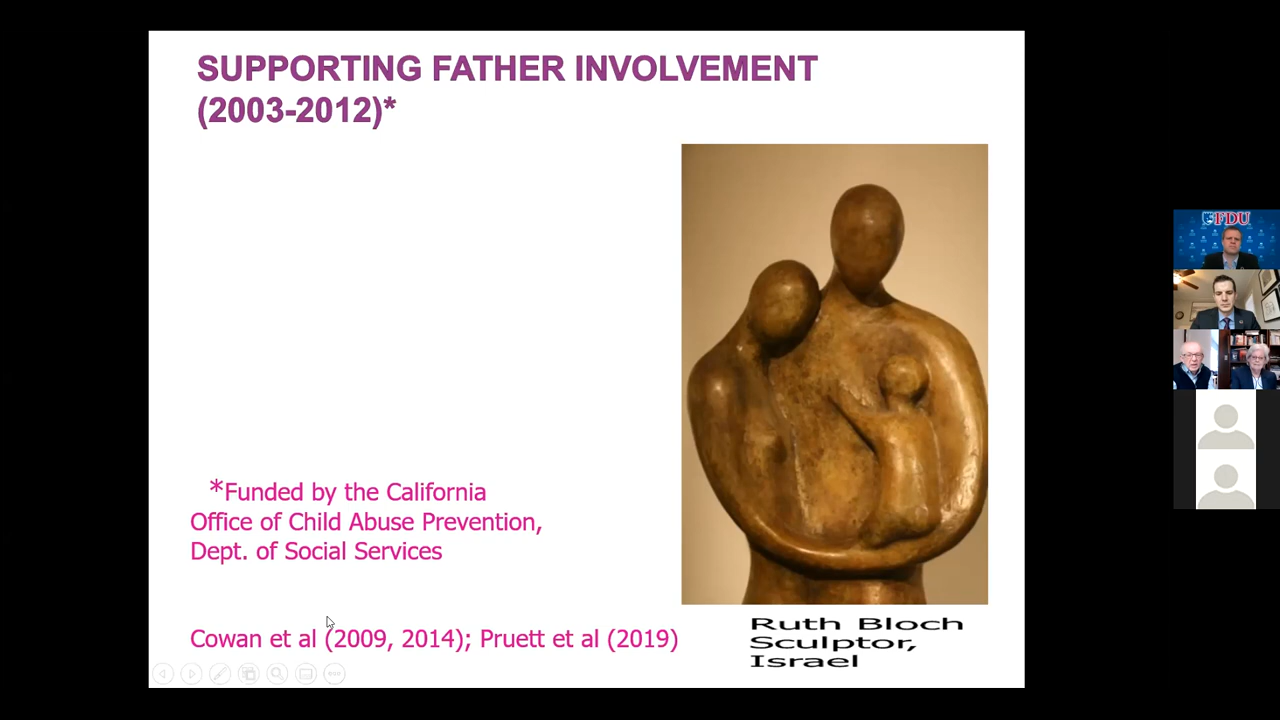 SUPPORTING FATHER INVOLVEMENT
(2003-2012)*
*Funded by the California
Office of Child Abuse Prevention,
Dept. of Social Services
Cowan et al (2009, 2014); Pruett et al (2019)
Ruth Bloch
Sculptor,
Israel
FDU